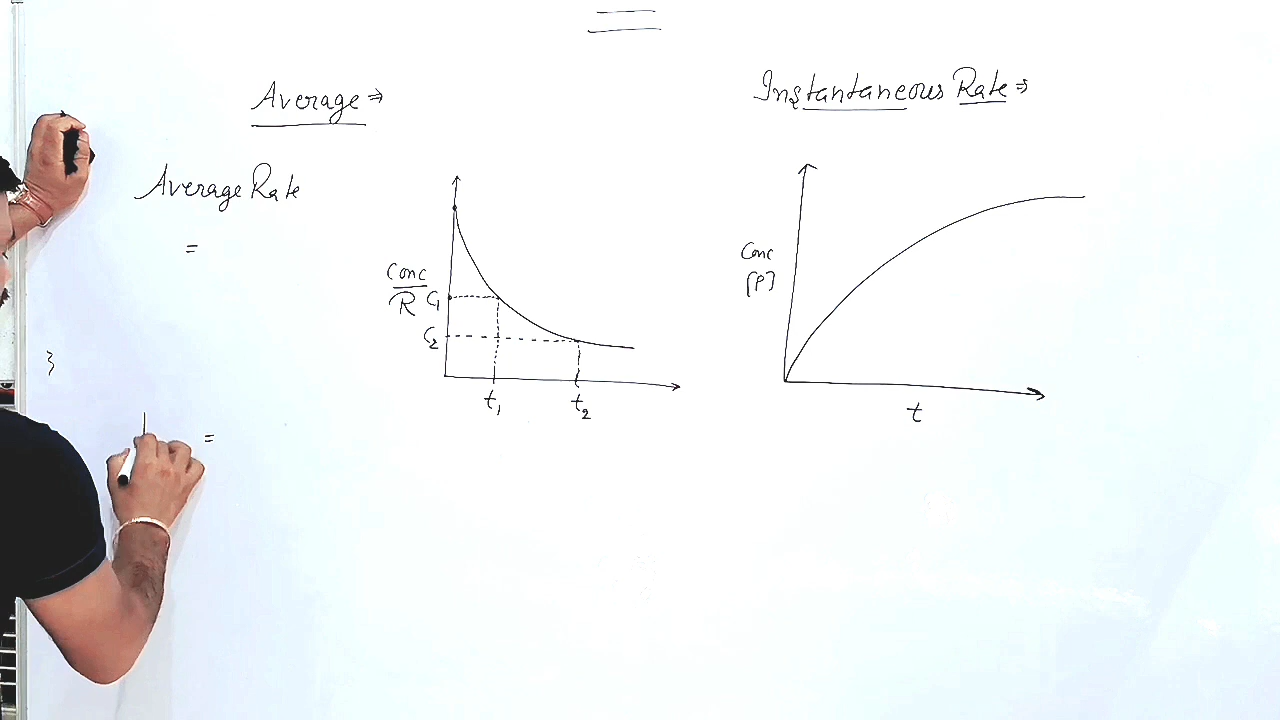 Average ⇒
Average Rate
=
}
=
Conc
R
C₁
C₂
t₁
t₂
Instantaneous Rate ⇒
Conc
[P]
t